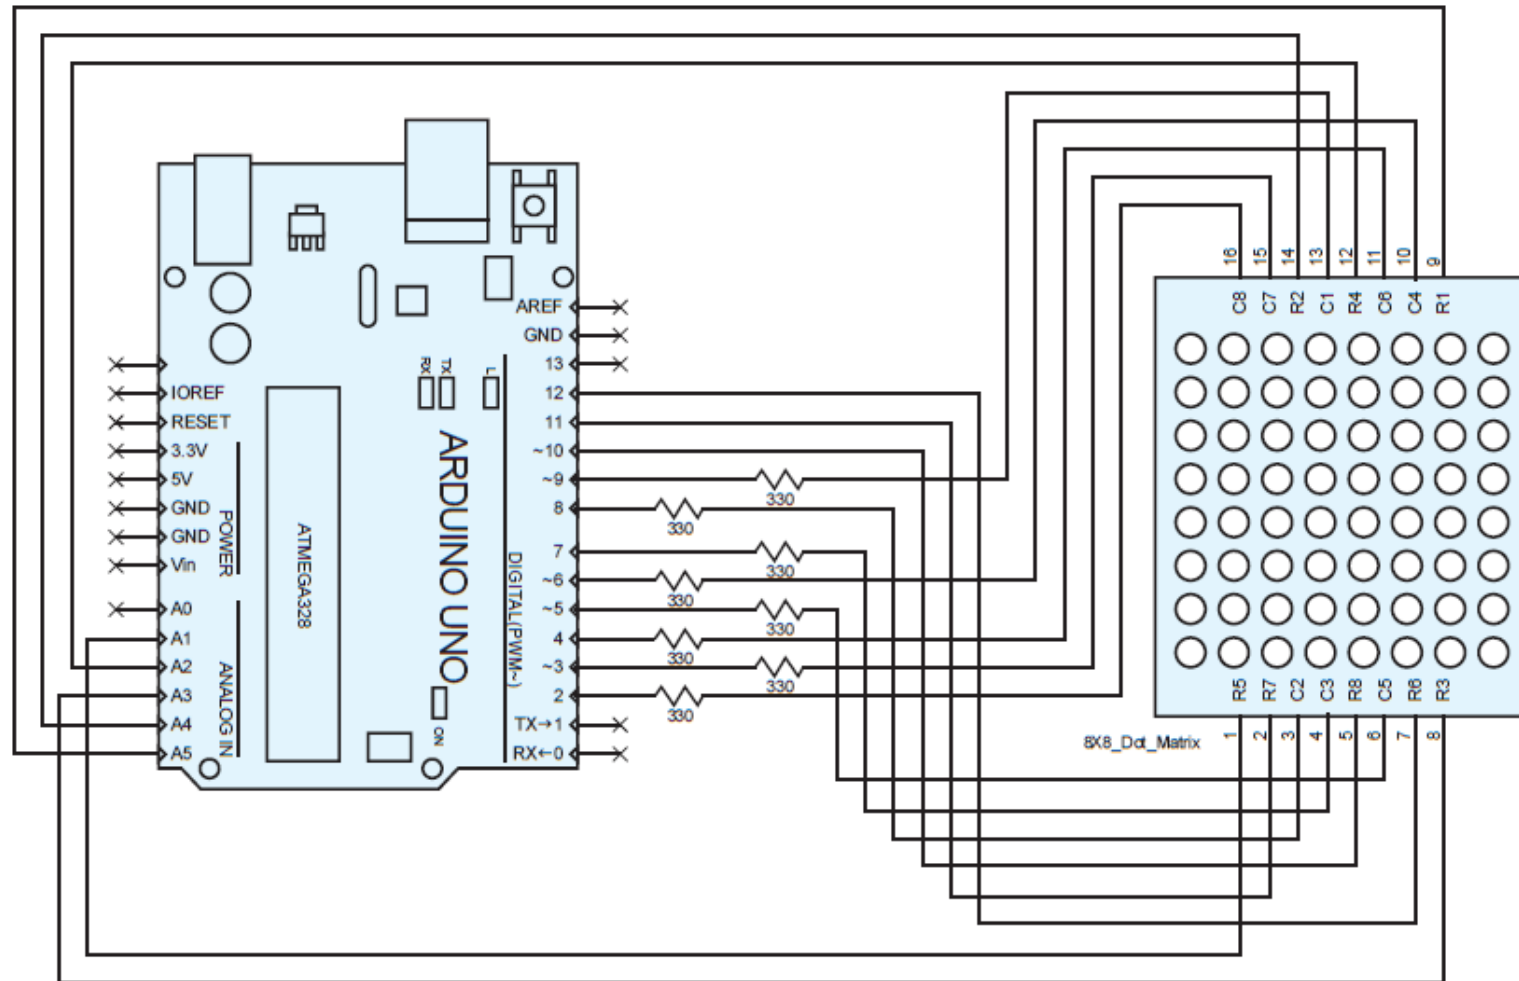 16 15 14 13 12 11 10 9
C8 C7 R2 C1 R4 C6 C4 R1
AREF
GND
13
12
11
~10
~9
8
7
~6
~5
4
~3
2
TX→1
RX←0
IOREF
RESET
3.3V
5V
GND
GND
Vin
A0
A1
A2
A3
A4
A5
POWER
ANALOG IN
ATMEGA328
RX
TX
L
ARDUINO UNO
DIGITAL(PWM~)
ON
330
330
330
330
330
330
330
330
R5 R7 C2 C3 R8 C5 R6 R3
1 2 3 4 5 6 7 8
8X8_Dot_Matrix